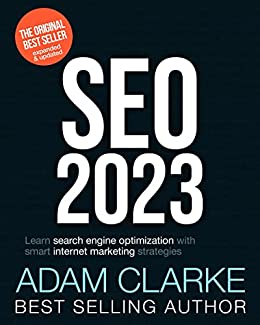 THE ORIGINAL
BEST SELLER
expanded
& updated
SEO
2023
Learn search engine optimization with
smart internet marketing strategies
ADAM CLARKE
BEST SELLING AUTHOR